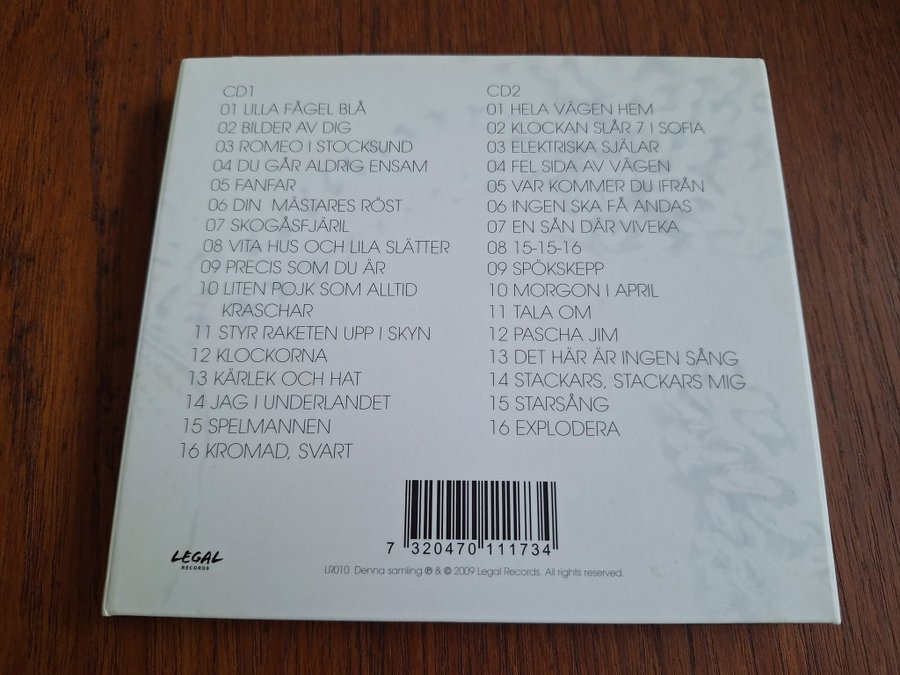 CD1
01 LILLA FÅGEL BLÅ
02 BILDER AV DIG
03 ROMEO I STOCKSUND
04 DU GÅR ALDRIG ENSAM
05 FANFAR
06 DIN MÄSTARES RÖST
07 SKOGÅSFJÄRIL
08 VITA HUS OCH LILA SLÄTTER
09 PRECIS SOM DU ÄR
10 LITEN POJK SOM ALLTID
KRASCHAR
11 STYR RAKETEN UPP I SKYN
12 KLOCKORNA
13 KÄRLEK OCH HAT
14 JAG I UNDERLANDET
15 SPELMANNEN
16 KROMAD, SVART
CD2
01 HELA VÄGEN HEM
02 KLOCKAN SLÅR 7 I SOFIA
03 ELEKTRISKA SJÄLAR
04 FEL SIDA AV VÄGEN
05 VAR KOMMER DU IFRÅN
06 INGEN SKA FÅ ANDAS
07 EN SÅN DÄR VIVEKA
08 15-15-16
09 SPÖKSKEPP
10 MORGON I APRIL
11 TALA OM
12 PASCHA JIM
13 DET HÄR ÄR INGEN SÅNG
14 STACKARS, STACKARS MIG
15 STARSÅNG
16 EXPLODERA
7 320470 111734
LEGAL
RECORDS
LR010. Denna samling ℗ & © 2009 Legal Records. All rights reserved.